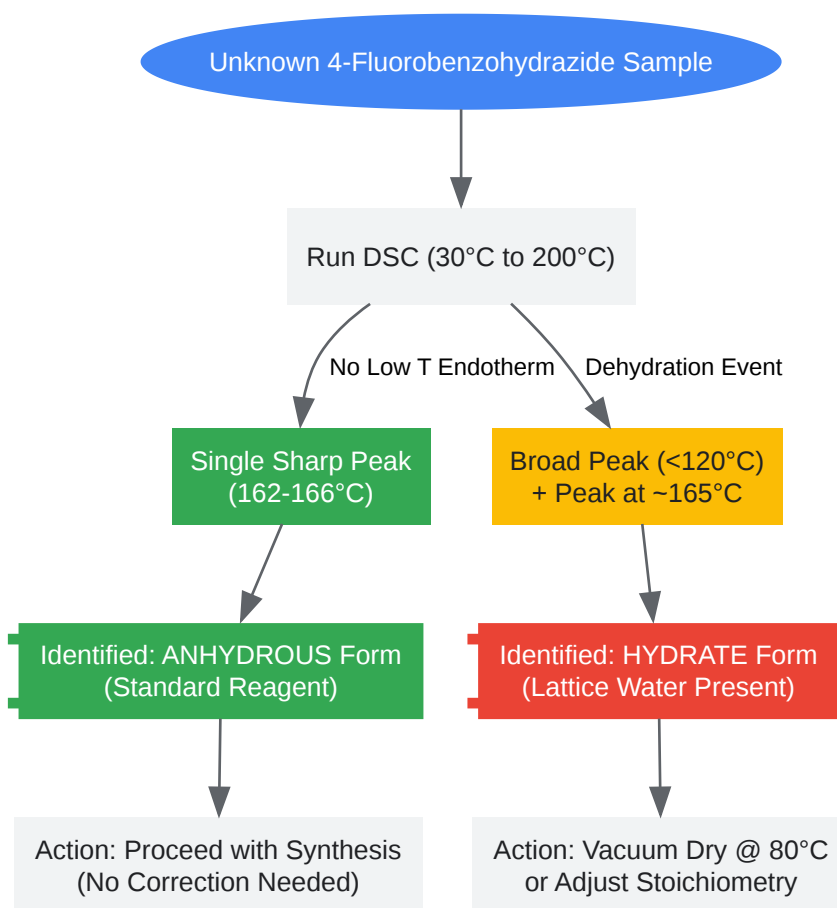 Unknown 4-Fluorobenzohydrazide Sample
Run DSC (30°C to 200°C)
No Low T Endotherm
Dehydration Event
Single Sharp Peak
(162-166°C)
Broad Peak (<120°C)
+ Peak at ~165°C
Identified: ANHYDROUS Form
(Standard Reagent)
Identified: HYDRATE Form
(Lattice Water Present)
Action: Proceed with Synthesis
(No Correction Needed)
Action: Vacuum Dry @ 80°C
or Adjust Stoichiometry